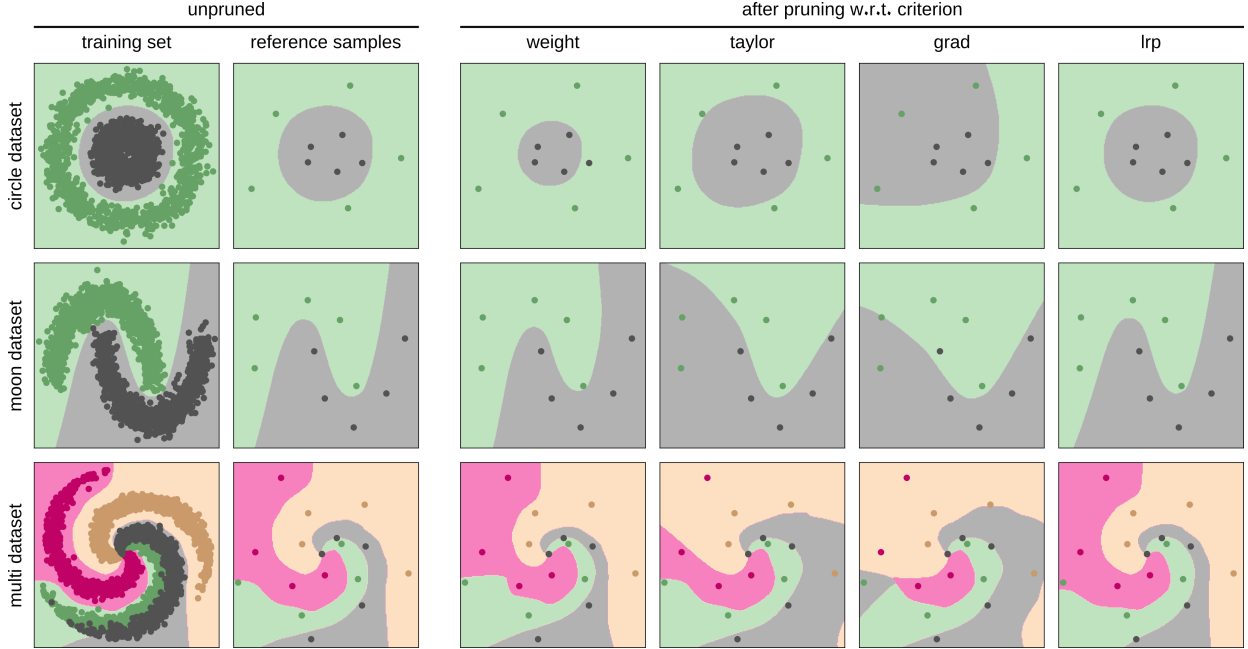 unpruned
after pruning w.r.t. criterion
training set
reference samples
weight
taylor
grad
lrp
circle dataset
moon dataset
multi dataset